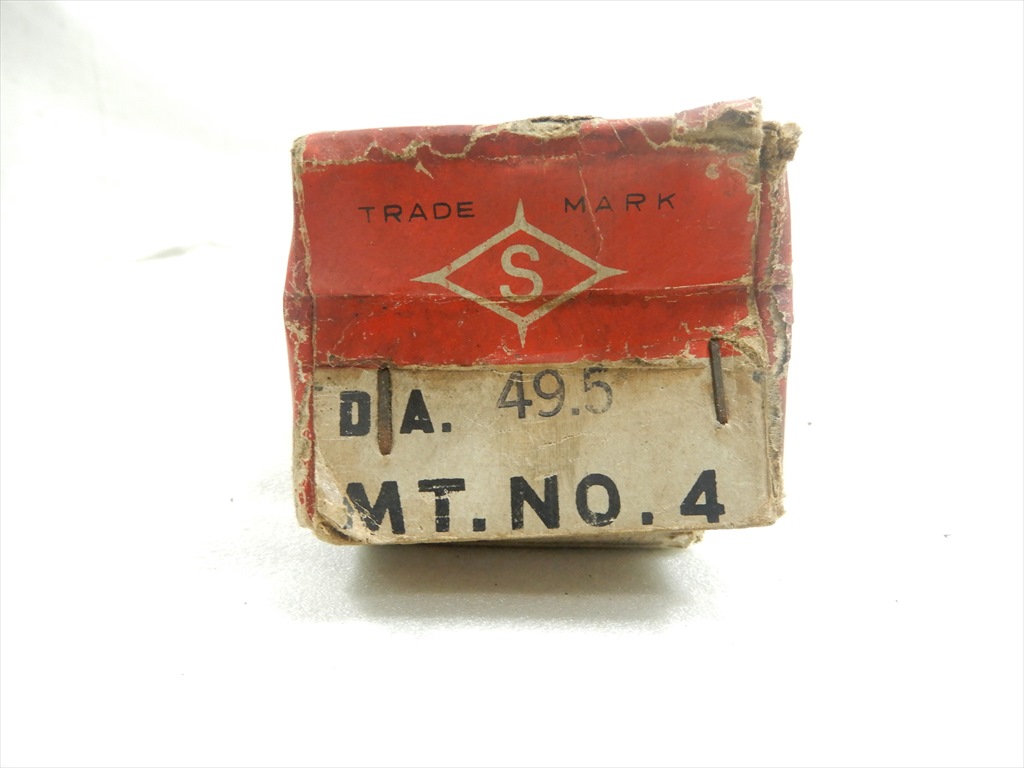 TRADE MARK
S
DIA. 49.5
MT. NO. 4